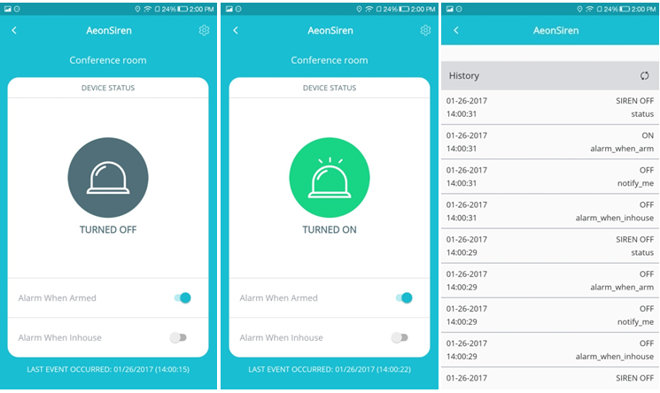 24% 2:00 PM
AeonSiren
Conference room
DEVICE STATUS
TURNED OFF
Alarm When Armed
Alarm When Inhouse
LAST EVENT OCCURRED: 01/26/2017 (14:00:15)
24% 2:00 PM
AeonSiren
Conference room
DEVICE STATUS
TURNED ON
Alarm When Armed
Alarm When Inhouse
LAST EVENT OCCURRED: 01/26/2017 (14:00:22)
24% 2:00 PM
AeonSiren
History
01-26-2017 SIREN OFF
14:00:31 status
01-26-2017 ON
14:00:31 alarm_when_arm
01-26-2017 OFF
14:00:31 notify_me
01-26-2017 OFF
14:00:31 alarm_when_inhouse
01-26-2017 SIREN OFF
14:00:29 status
01-26-2017 OFF
14:00:29 alarm_when_arm
01-26-2017 OFF
14:00:29 notify_me
01-26-2017 OFF
14:00:29 alarm_when_inhouse
01-26-2017 SIREN OFF